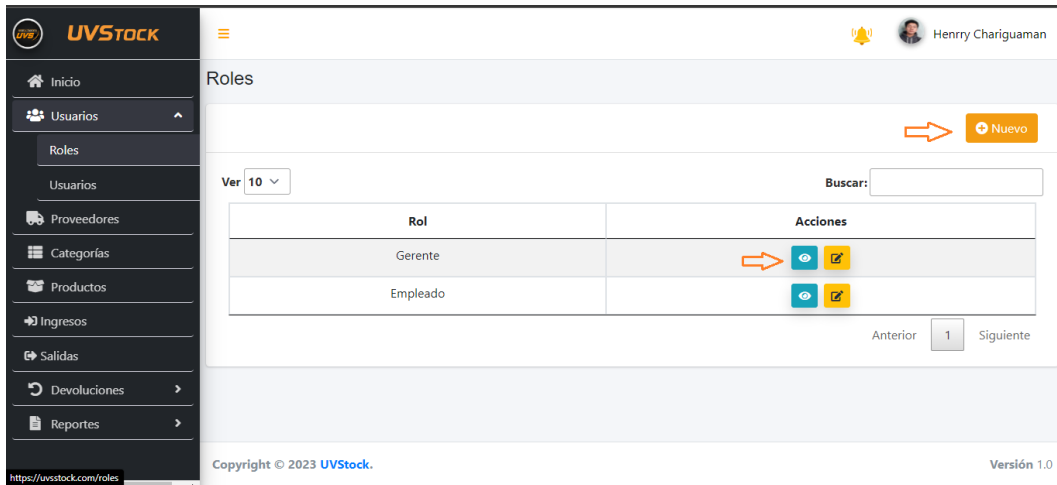 UVStock
Henrry Chariguaman
Inicio
Usuarios
Roles
Usuarios
Proveedores
Categorías
Productos
Ingresos
Salidas
Devoluciones
Reportes
https://uvsstock.com/roles
Roles
Nuevo
Ver 10
Buscar:
Rol Acciones
Gerente
Empleado
Anterior 1 Siguiente
Copyright © 2023 UVStock. Versión 1.0